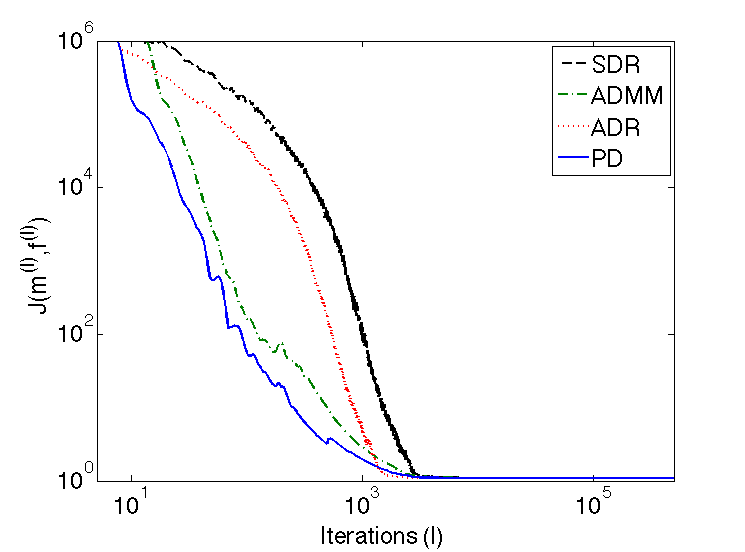 10^6
10^4
10^2
10^0
J(m^(l),f^(l))
SDR
ADMM
ADR
PD
10^1
10^3
10^5
Iterations (l)